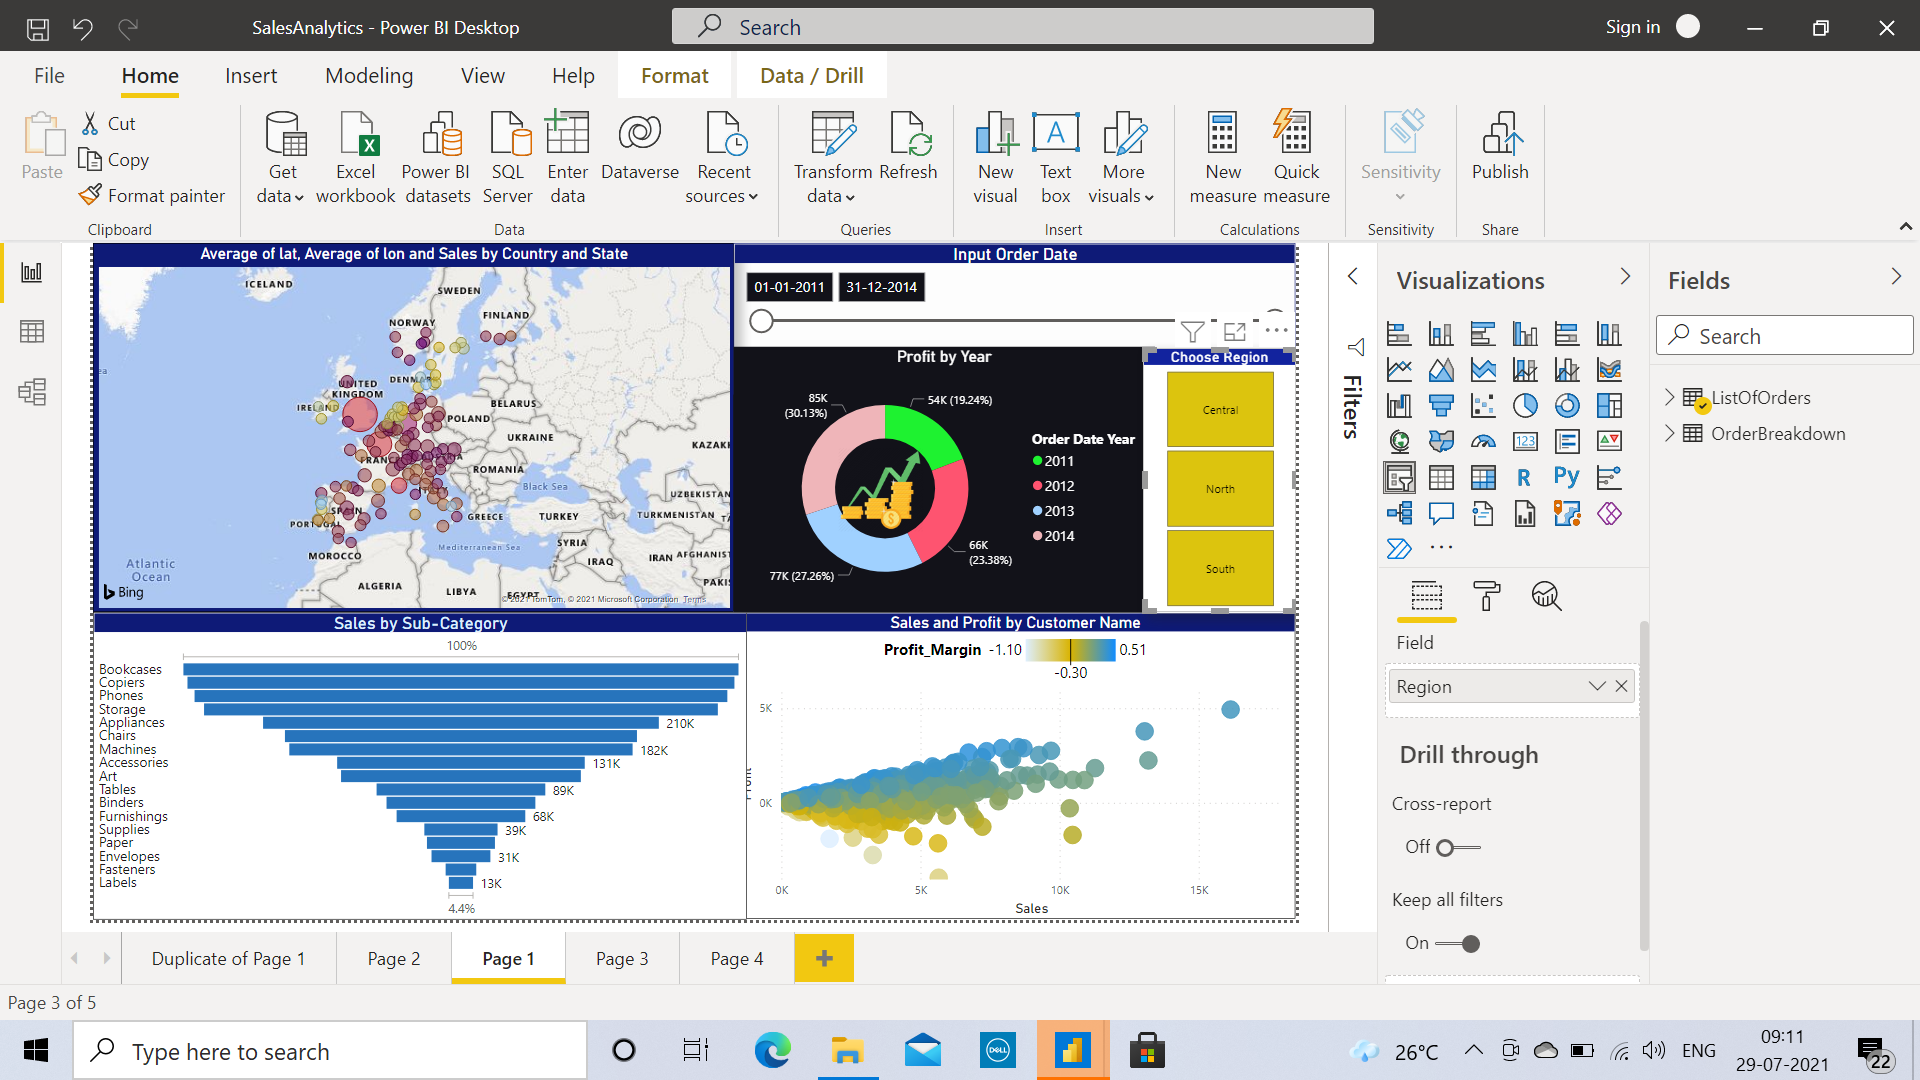 SalesAnalytics - Power BI Desktop
Search
Sign in
File Home Insert Modeling View Help Format Data / Drill
Paste
Cut
Copy
Format painter
Clipboard
Get data
Excel workbook
Power BI datasets
SQL Server
Enter data
Dataverse
Recent sources
Data
Transform data
Refresh
Queries
New visual
Text box
A
More visuals
Insert
New measure
Quick measure
Calculations
Sensitivity
Sensitivity
Publish
Share
Average of lat, Average of lon and Sales by Country and State
ICELAND
SWEDEN
NORWAY
FINLAND
UNITED KINGDOM
BELARUS
POLAND
UKRAINE
ROMANIA
Black Sea
UZBEKISTAN
GREECE
TURKEY
TURKMENISTAN
Mediterranean Sea
SYRIA
MOROCCO
IRAQ
IRAN
Atlantic Ocean
ALGERIA
LIBYA
EGYPT
Bing
© 2021 TomTom, © 2021 Microsoft Corporation Terms
Input Order Date
01-01-2011 31-12-2014
Profit by Year
85K (30.13%)
54K (19.24%)
66K (23.38%)
77K (27.26%)
Order Date Year
2011
2012
2013
2014
Choose Region
Central
North
South
Sales by Sub-Category
100%
Bookcases
Copiers
Phones
Storage
Appliances 210K
Chairs
Machines 182K
Accessories 131K
Art
Tables 89K
Binders
Furnishings 68K
Supplies 39K
Paper
Envelopes 31K
Fasteners
Labels 13K
4.4%
Sales and Profit by Customer Name
Profit_Margin -1.10 0.51
-0.30
5K
0K
0K 5K 10K 15K
Sales
Filters
Visualizations
123
R
Py
Field
Region
Drill through
Cross-report
Off
Keep all filters
On
Fields
Search
ListOfOrders
OrderBreakdown
Duplicate of Page 1 Page 2 Page 1 Page 3 Page 4
Page 3 of 5
Type here to search
DELL
26°C
ENG
09:11
29-07-2021
22